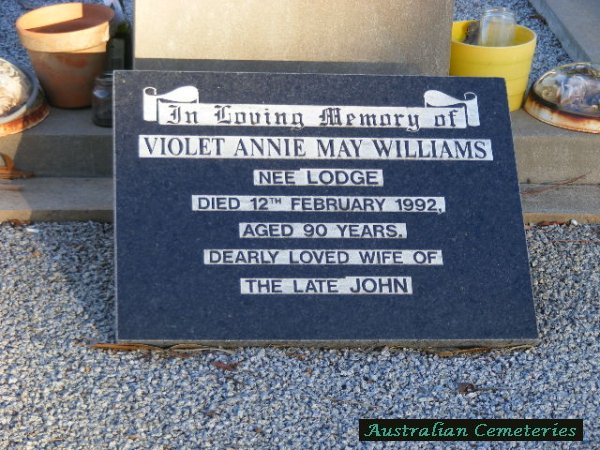 In Loving Memory of
VIOLET ANNIE MAY WILLIAMS
NEE LODGE
DIED 12TH FEBRUARY 1992,
AGED 90 YEARS.
DEARLY LOVED WIFE OF
THE LATE JOHN
Australian Cemeteries